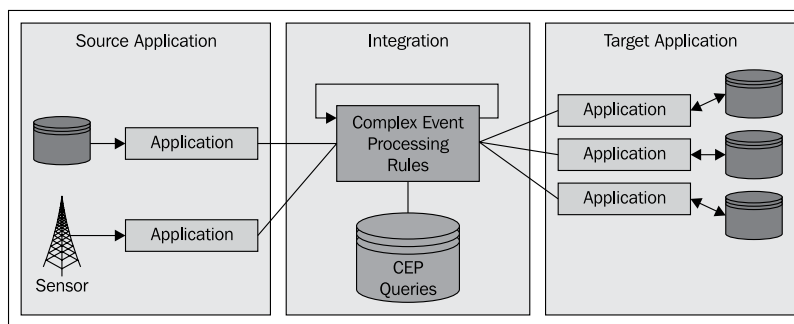 Source Application
Integration
Target Application
Application
Application
Sensor
Complex Event
Processing
Rules
CEP
Queries
Application
Application
Application